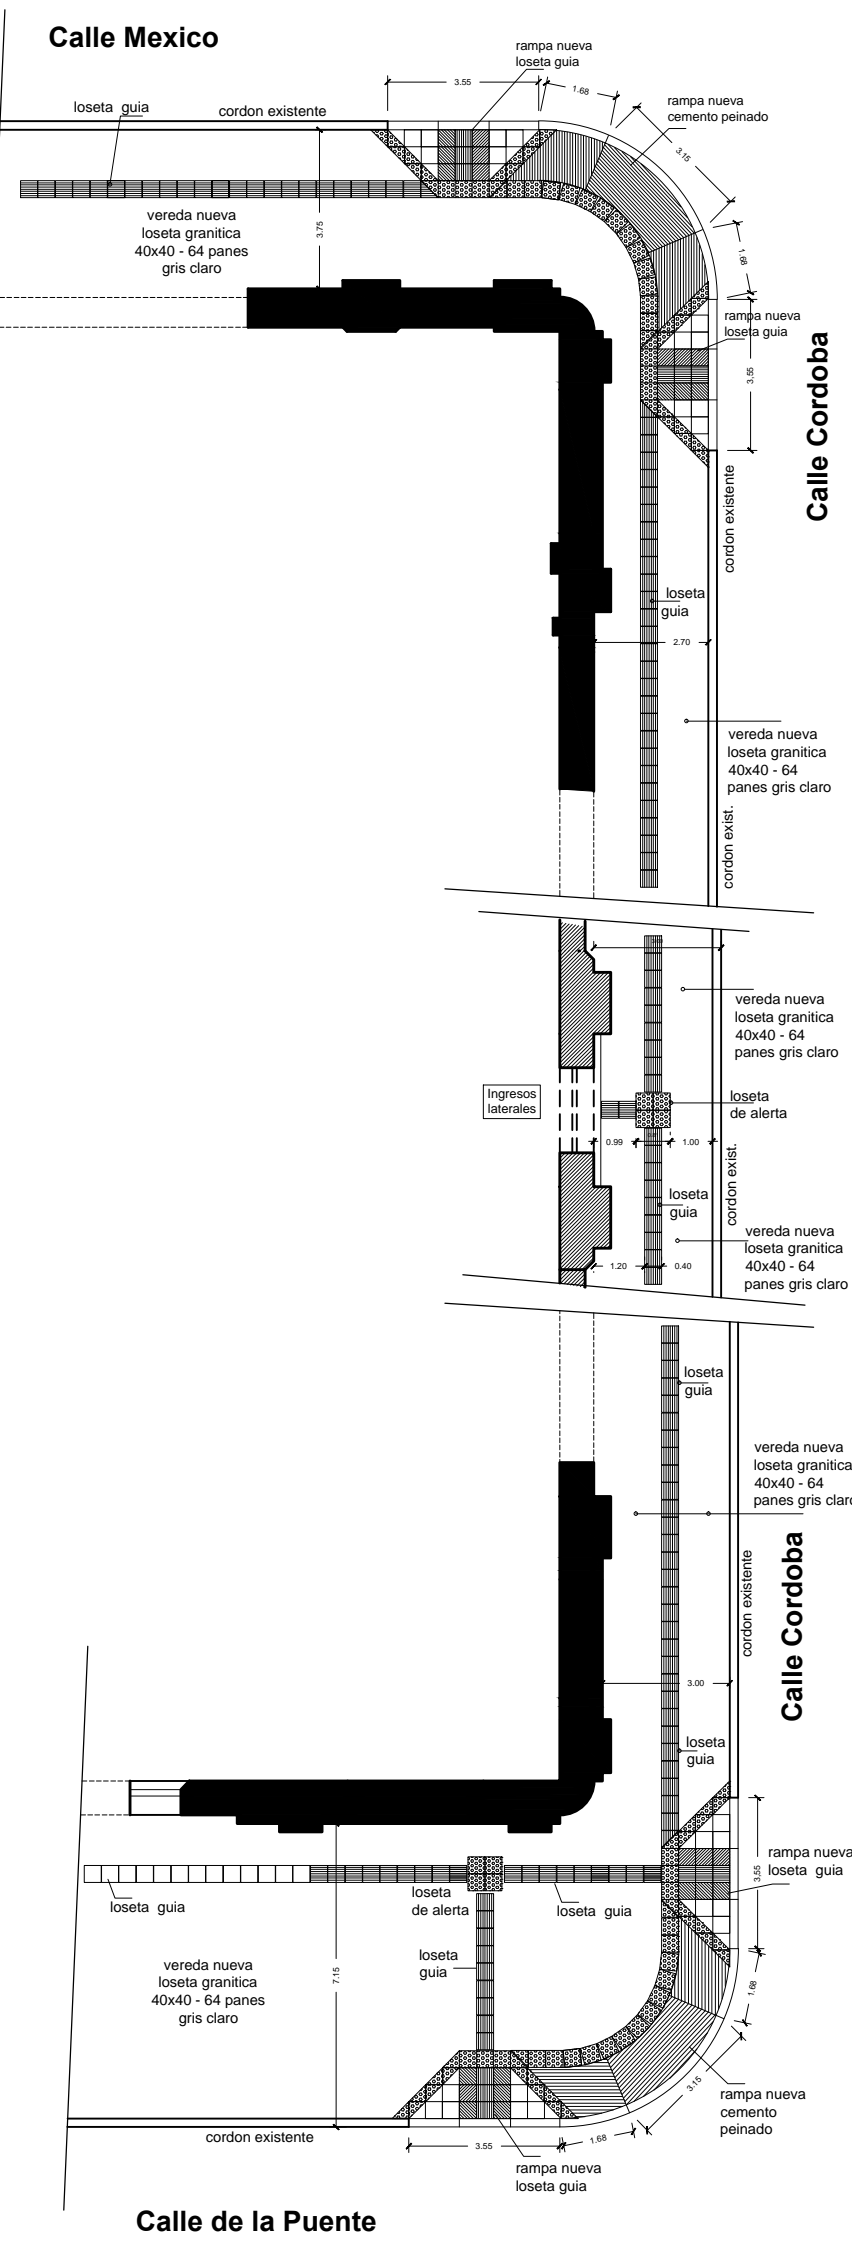 Calle Mexico
rampa nueva
loseta guia
3.55
1.68
rampa nueva
cemento peinado
loseta guia
cordon existente
3.15
vereda nueva
loseta granitica
40x40 - 64 panes
gris claro
3.75
1.68
rampa nueva
loseta guia
3,55
Calle Cordoba
cordon existente
loseta
guia
2.70
vereda nueva
loseta granitica
40x40 - 64
panes gris claro
cordon exist.
vereda nueva
loseta granitica
40x40 - 64
panes gris claro
Ingresos
laterales
loseta
de alerta
0.99
1.00
cordon exist.
loseta
guia
vereda nueva
loseta granitica
40x40 - 64
panes gris claro
1.20
0.40
loseta
guia
vereda nueva
loseta granitica
40x40 - 64
panes gris claro
cordon existente
Calle Cordoba
3.00
loseta
guia
rampa nueva
loseta guia
3,55
loseta guia
loseta
de alerta
loseta guia
loseta
guia
vereda nueva
loseta granitica
40x40 - 64 panes
gris claro
7.15
1.68
3.15
rampa nueva
cemento
peinado
cordon existente
3.55
1.68
rampa nueva
loseta guia
Calle de la Puente